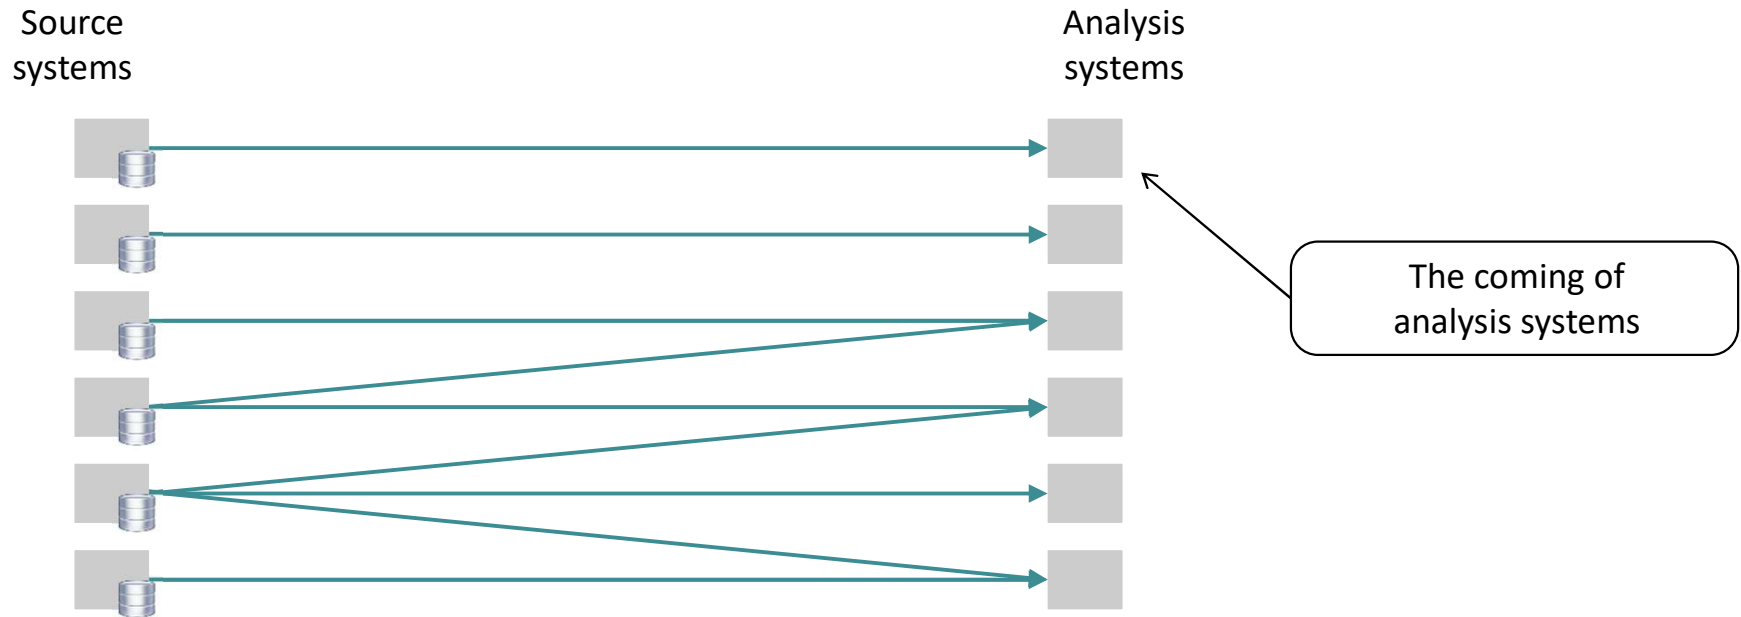 Source
systems
Analysis
systems
The coming of
analysis systems